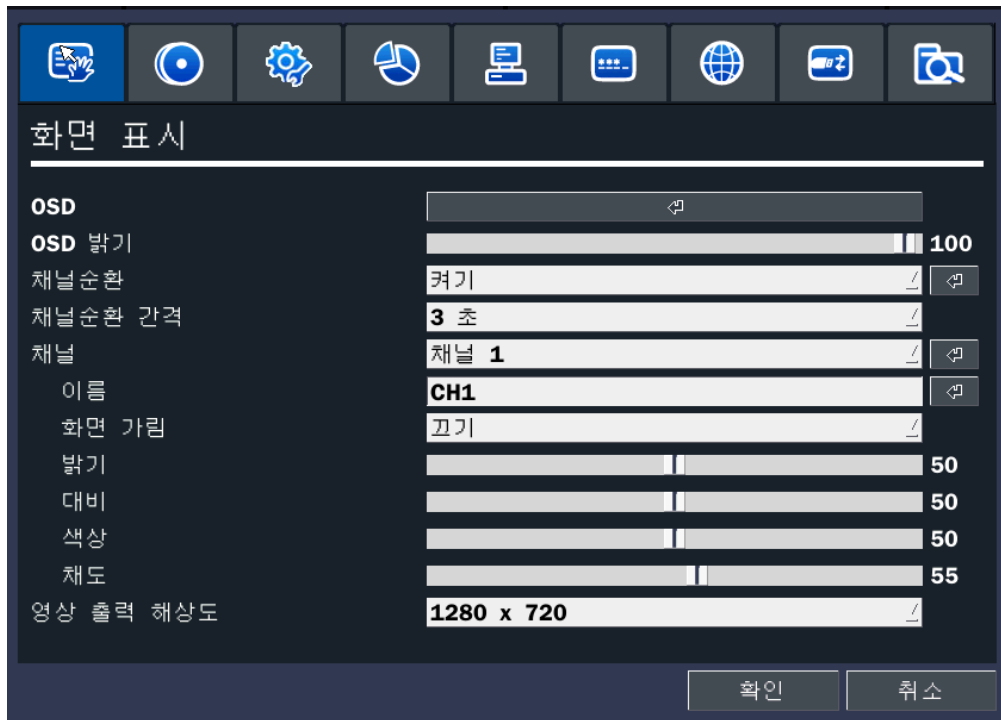 화면 표시
OSD
OSD 밝기 100
채널순환 켜기
채널순환 간격 3 초
채널 채널 1
이름 CH1
화면 가림 끄기
밝기 50
대비 50
색상 50
채도 55
영상 출력 해상도 1280 x 720
확인 취소